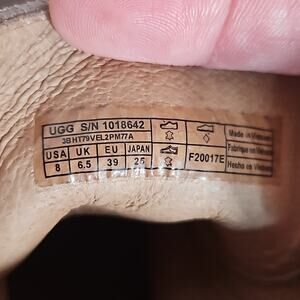 UGG S/N 1018642
3BHT79VEL2PM77A
USA UK EU JAPAN
8 6.5 39 25
F20017E
Made in Vietnam
Fabriqué en Vietnam
Hecho en Vietnam